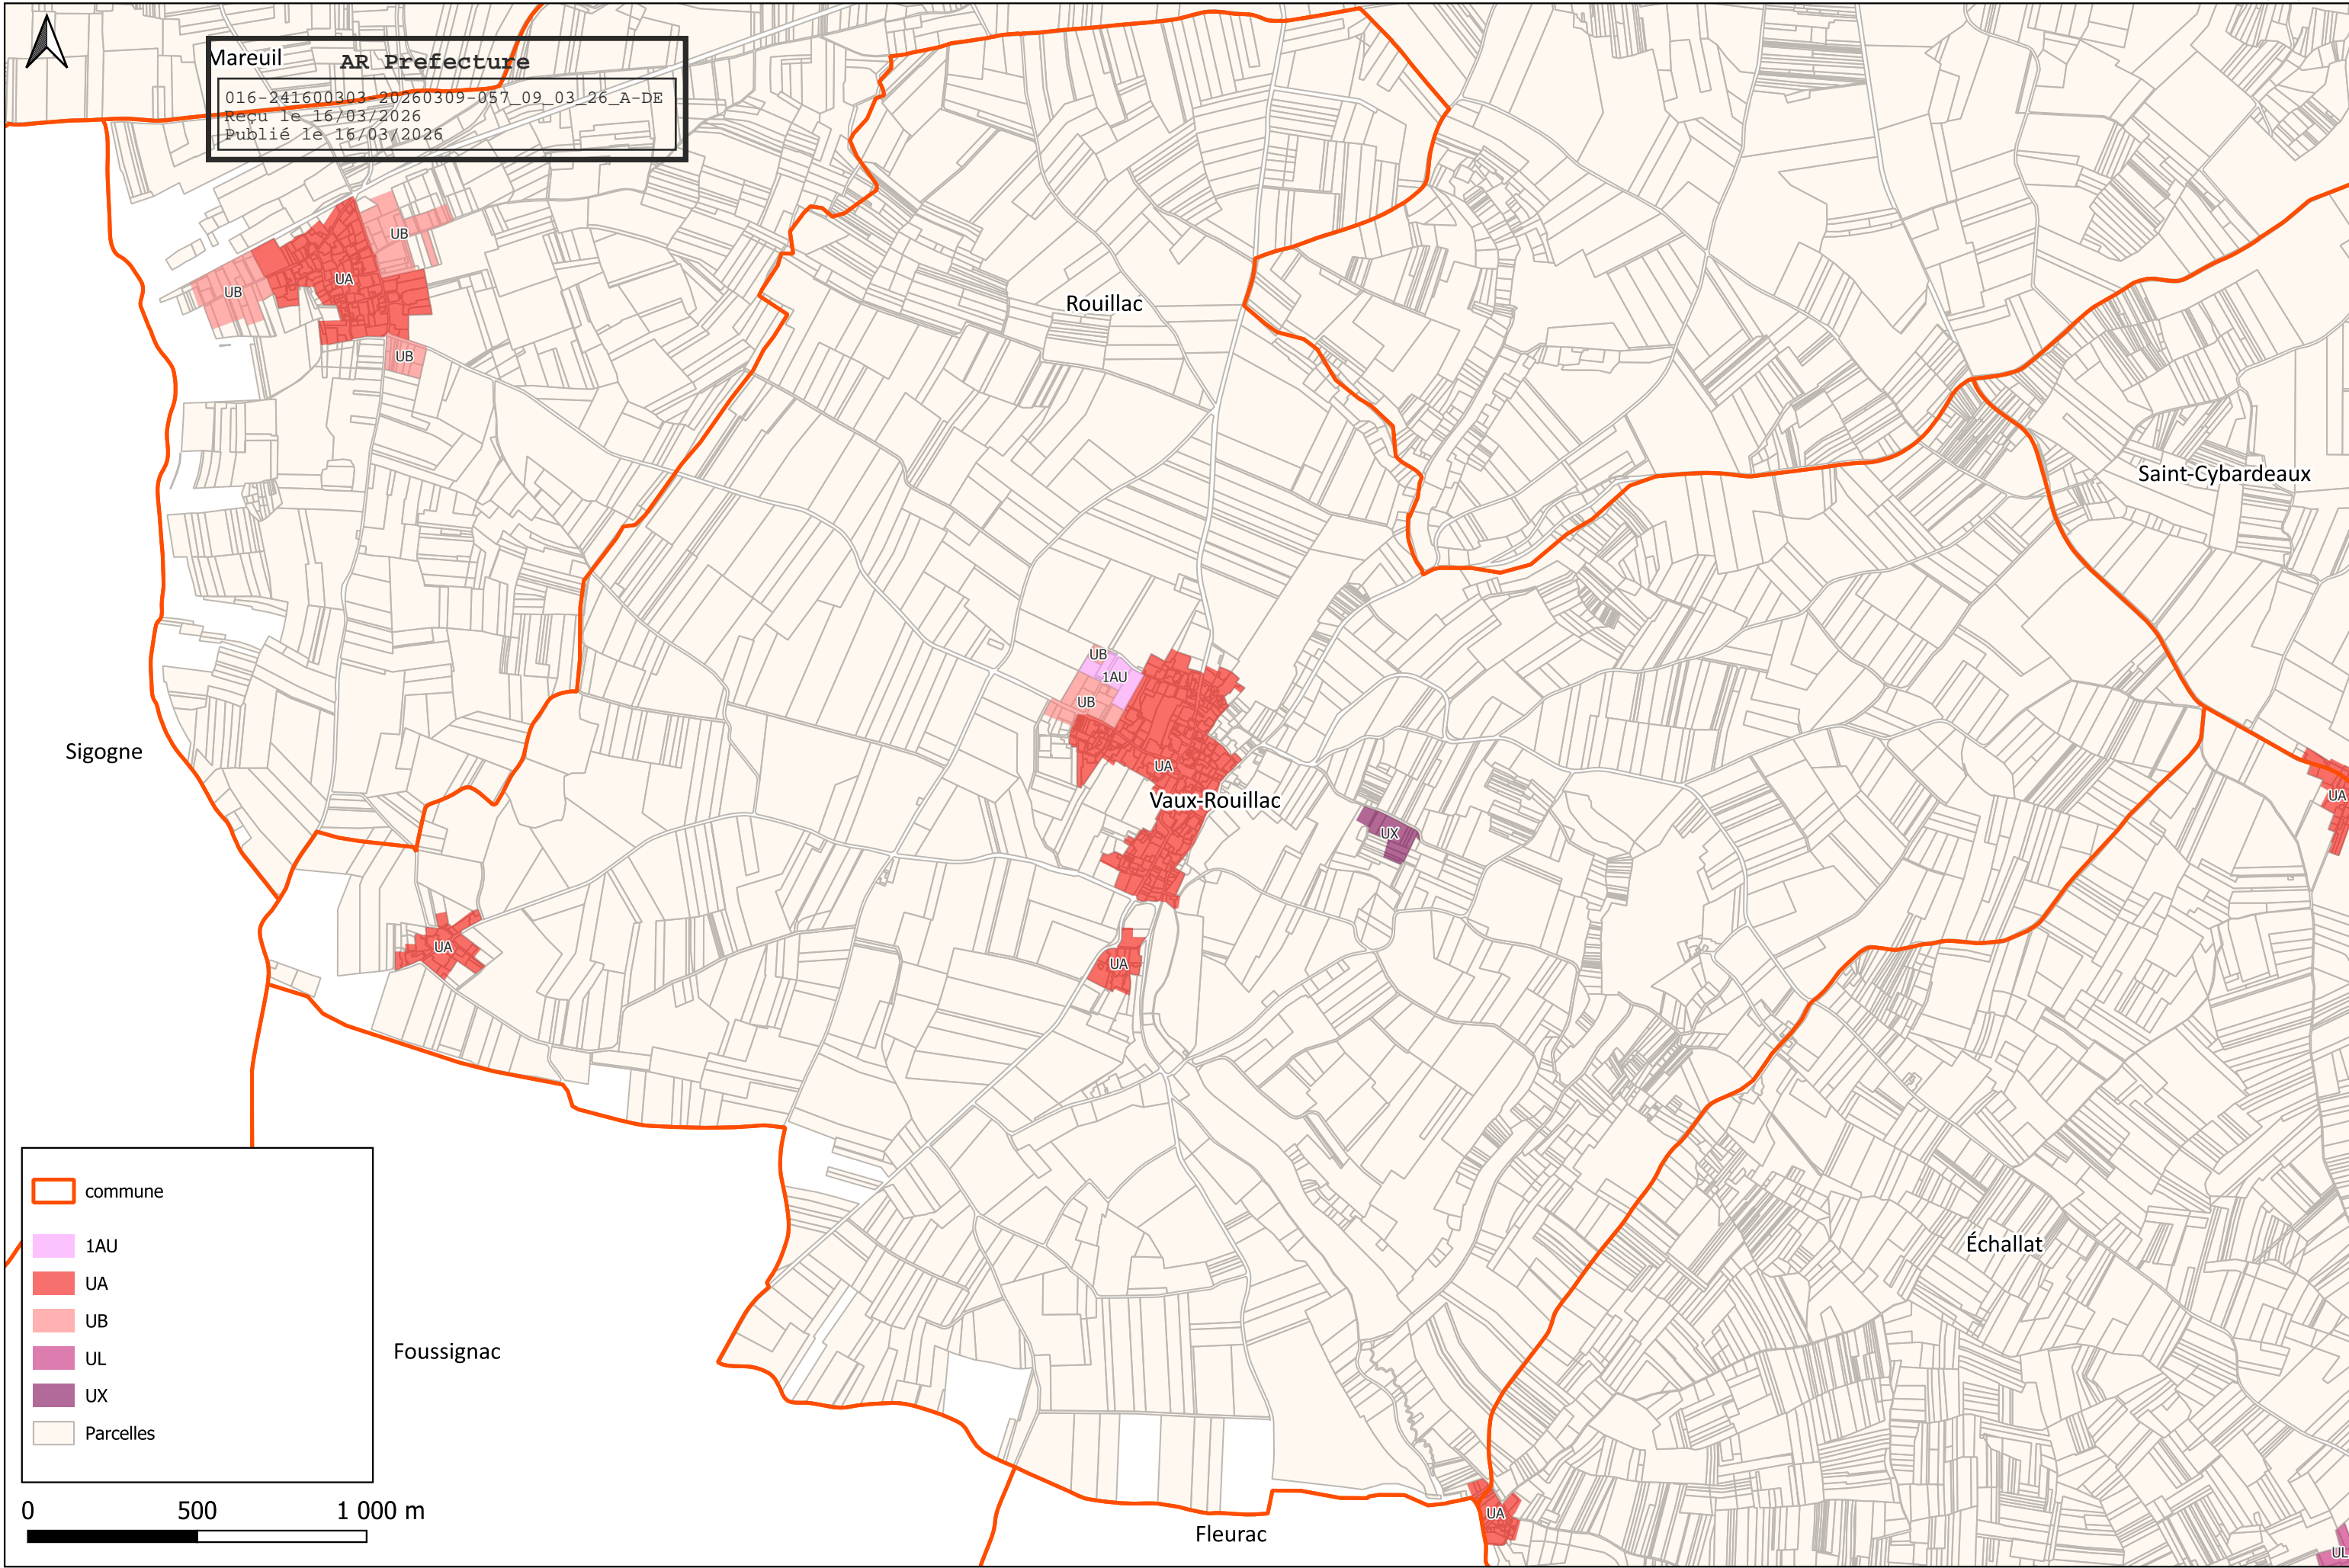 Mareuil
AR Prefecture
016-241600303-20260309-057_09_03_26_A-DE
Reçu le 16/03/2026
Publié le 16/03/2026
UB
UA
UB
UB
Rouillac
Saint-Cybardeaux
UB
1AU
UB
Sigogne
UA
Vaux-Rouillac
UA
UX
UA
UA
Échallat
commune
1AU
UA
UB
UL
UX
Parcelles
Foussignac
0 500 1 000 m
UA
Fleurac
UL